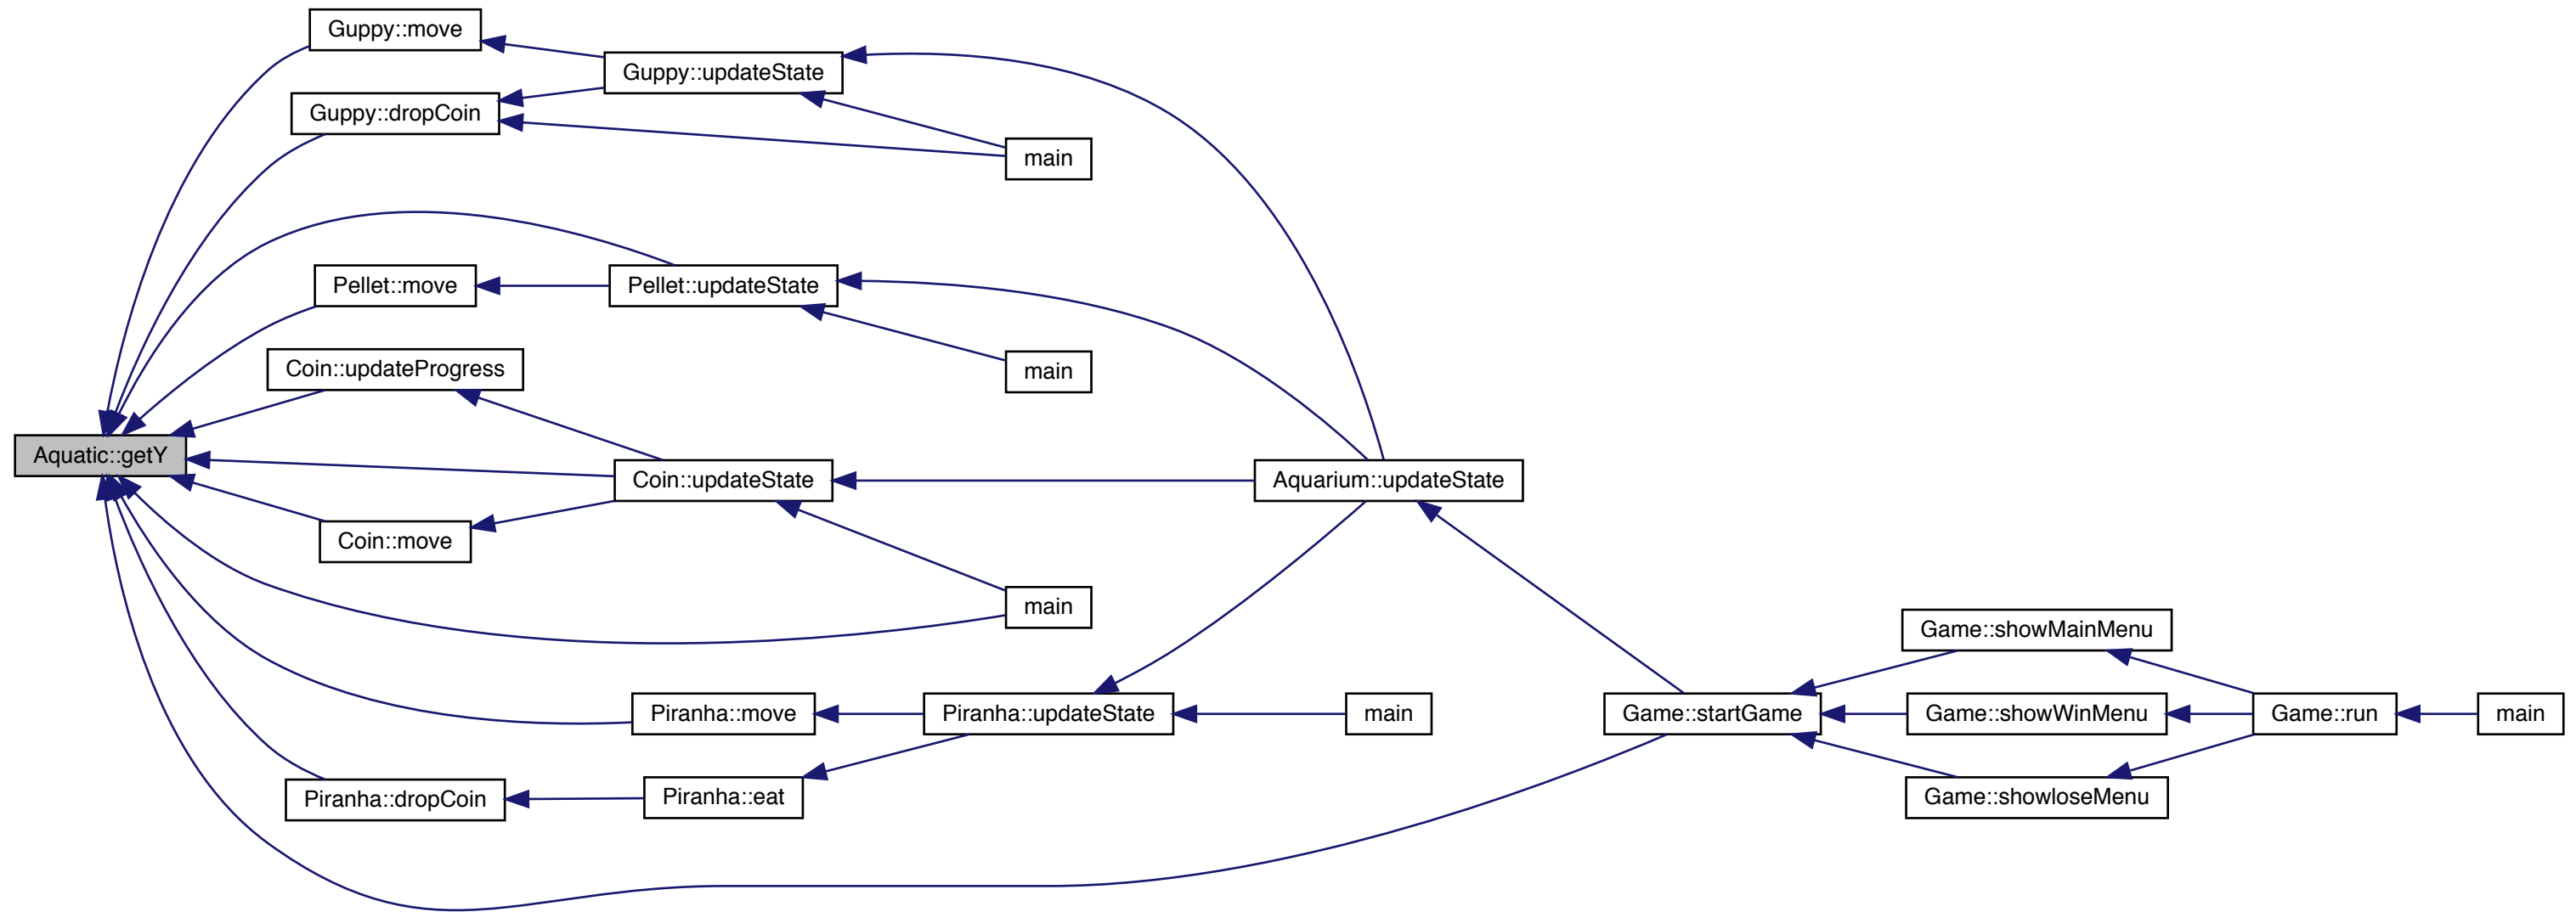 Guppy::move
Guppy::updateState
Guppy::dropCoin
main
Pellet::move
Pellet::updateState
main
Coin::updateProgress
Aquatic::getY
Coin::updateState
Aquarium::updateState
Coin::move
main
Game::showMainMenu
Piranha::move
Piranha::updateState
main
Game::startGame
Game::showWinMenu
Game::run
main
Piranha::dropCoin
Piranha::eat
Game::showloseMenu